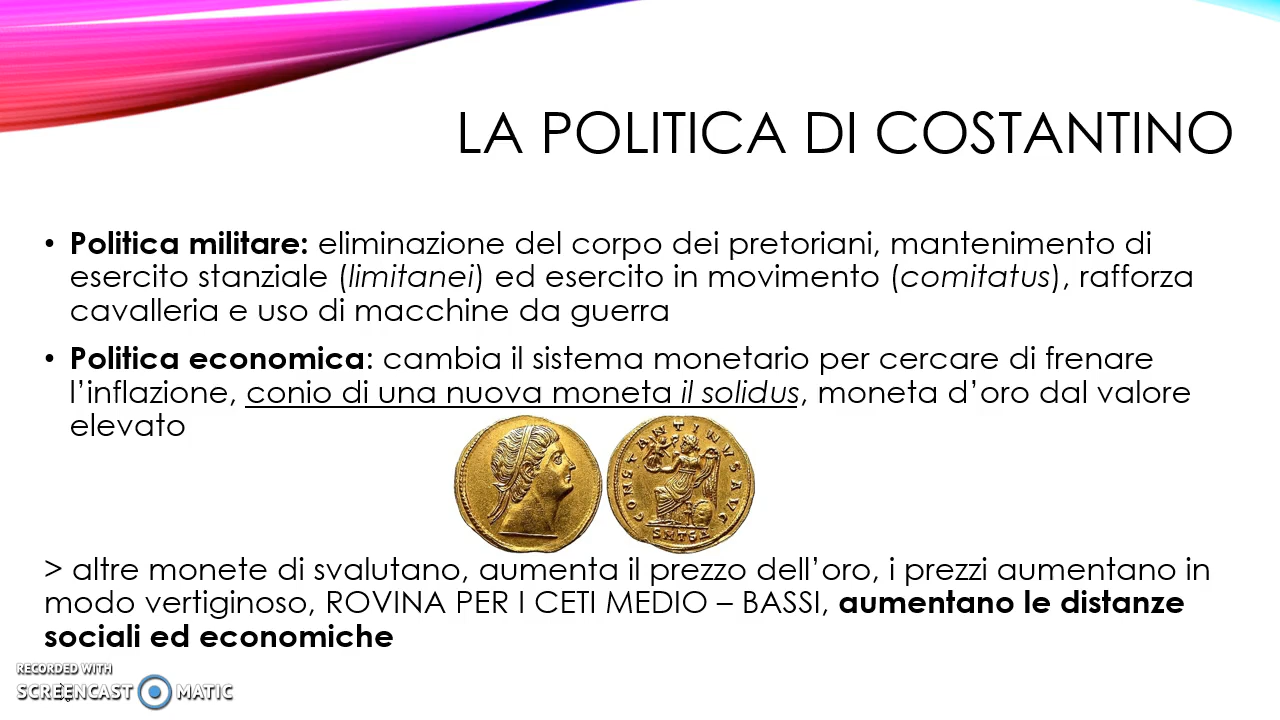 LA POLITICA DI COSTANTINO
• Politica militare: eliminazione del corpo dei pretoriani, mantenimento di
esercito stanziale (limitanei) ed esercito in movimento (comitatus), rafforza
cavalleria e uso di macchine da guerra
• Politica economica: cambia il sistema monetario per cercare di frenare
l’inflazione, conio di una nuova moneta il solidus, moneta d’oro dal valore
elevato
CONSTANTINVS AVG
SMTSA
> altre monete di svalutano, aumenta il prezzo dell’oro, i prezzi aumentano in
modo vertiginoso, ROVINA PER I CETI MEDIO – BASSI, aumentano le distanze
sociali ed economiche
RECORDED WITH
SCREENCAST MATIC